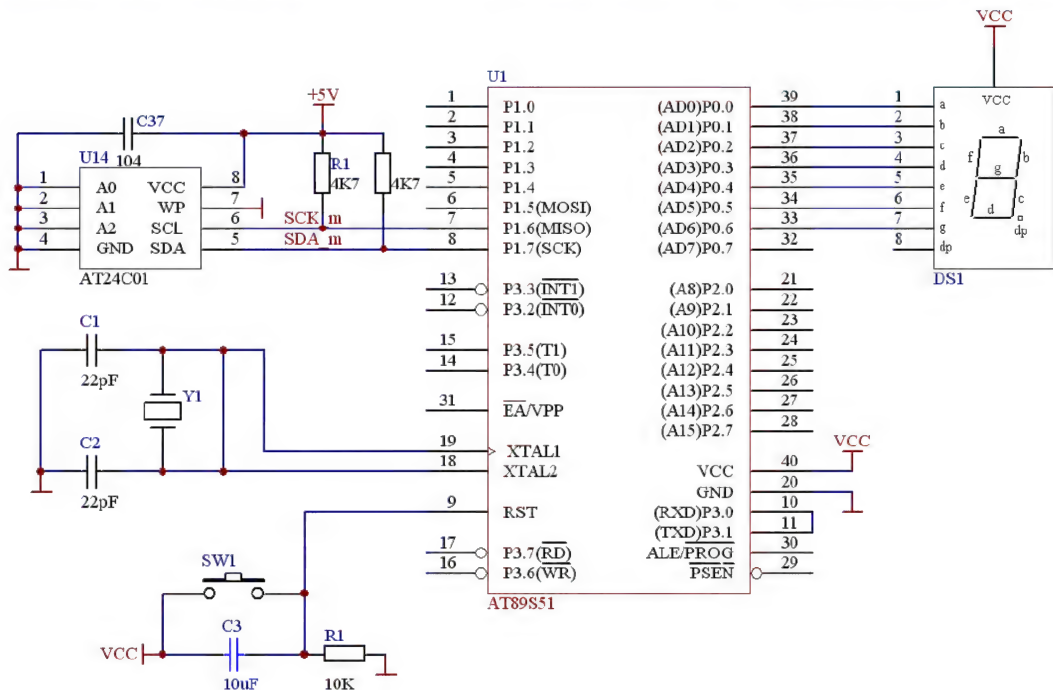 VCC
U1
+5V
C37
104
U14
R1
4K7
4K7
1 A0 VCC 8
2 A1 WP 7
3 A2 SCL 6
4 GND SDA 5
AT24C01
SCK_m
SDA_m
1 P1.0 (AD0)P0.0 39
2 P1.1 (AD1)P0.1 38
3 P1.2 (AD2)P0.2 37
4 P1.3 (AD3)P0.3 36
5 P1.4 (AD4)P0.4 35
6 P1.5(MOSI) (AD5)P0.5 34
7 P1.6(MISO) (AD6)P0.6 33
8 P1.7(SCK) (AD7)P0.7 32
13 P3.3(INT1) (A8)P2.0 21
12 P3.2(INT0) (A9)P2.1 22
(A10)P2.2 23
15 P3.5(T1) (A11)P2.3 24
14 P3.4(T0) (A12)P2.4 25
(A13)P2.5 26
31 EA/VPP (A14)P2.6 27
(A15)P2.7 28
19 XTAL1
18 XTAL2 VCC 40
GND 20
9 RST (RXD)P3.0 10
(TXD)P3.1 11
17 P3.7(RD) ALE/PROG 30
16 P3.6(WR) PSEN 29
AT89S51
VCC
1 a
2 b
3 c
4 d
5 e
6 f
7 g
8 dp
VCC
a
f b
g
e c
d
dp
DS1
C1
22pF
Y1
C2
22pF
SW1
C3
VCC
10uF
R1
10K